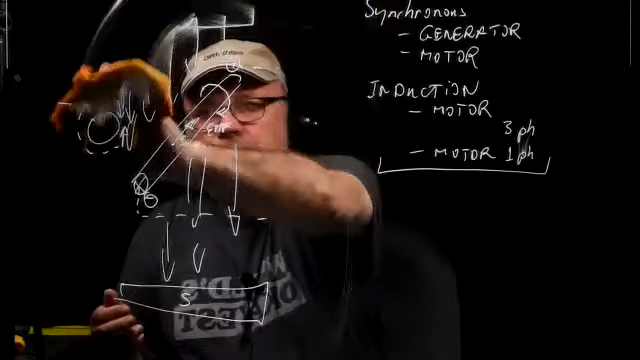 Synchronous
- GENERATOR
- MOTOR
INDUCTION
- MOTOR
3 ph
- MOTOR 1 ph
S